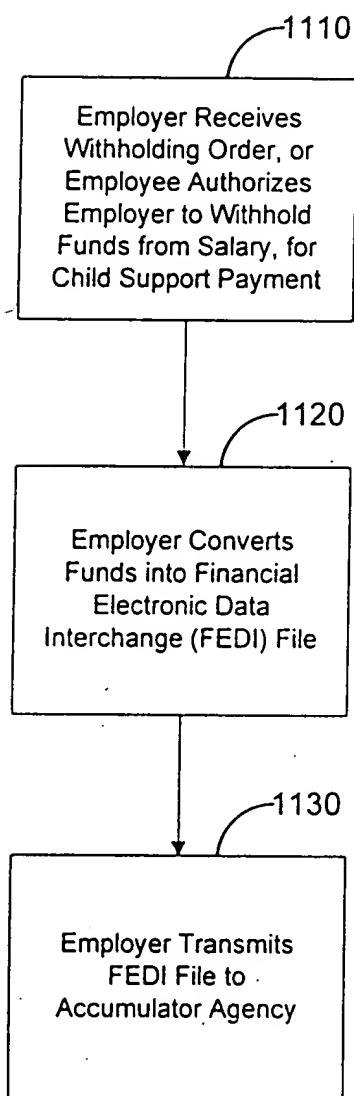 1110
Employer Receives
Withholding Order, or
Employee Authorizes
Employer to Withhold
Funds from Salary, for
Child Support Payment
1120
Employer Converts
Funds into Financial
Electronic Data
Interchange (FEDI) File
1130
Employer Transmits
FEDI File to
Accumulator Agency